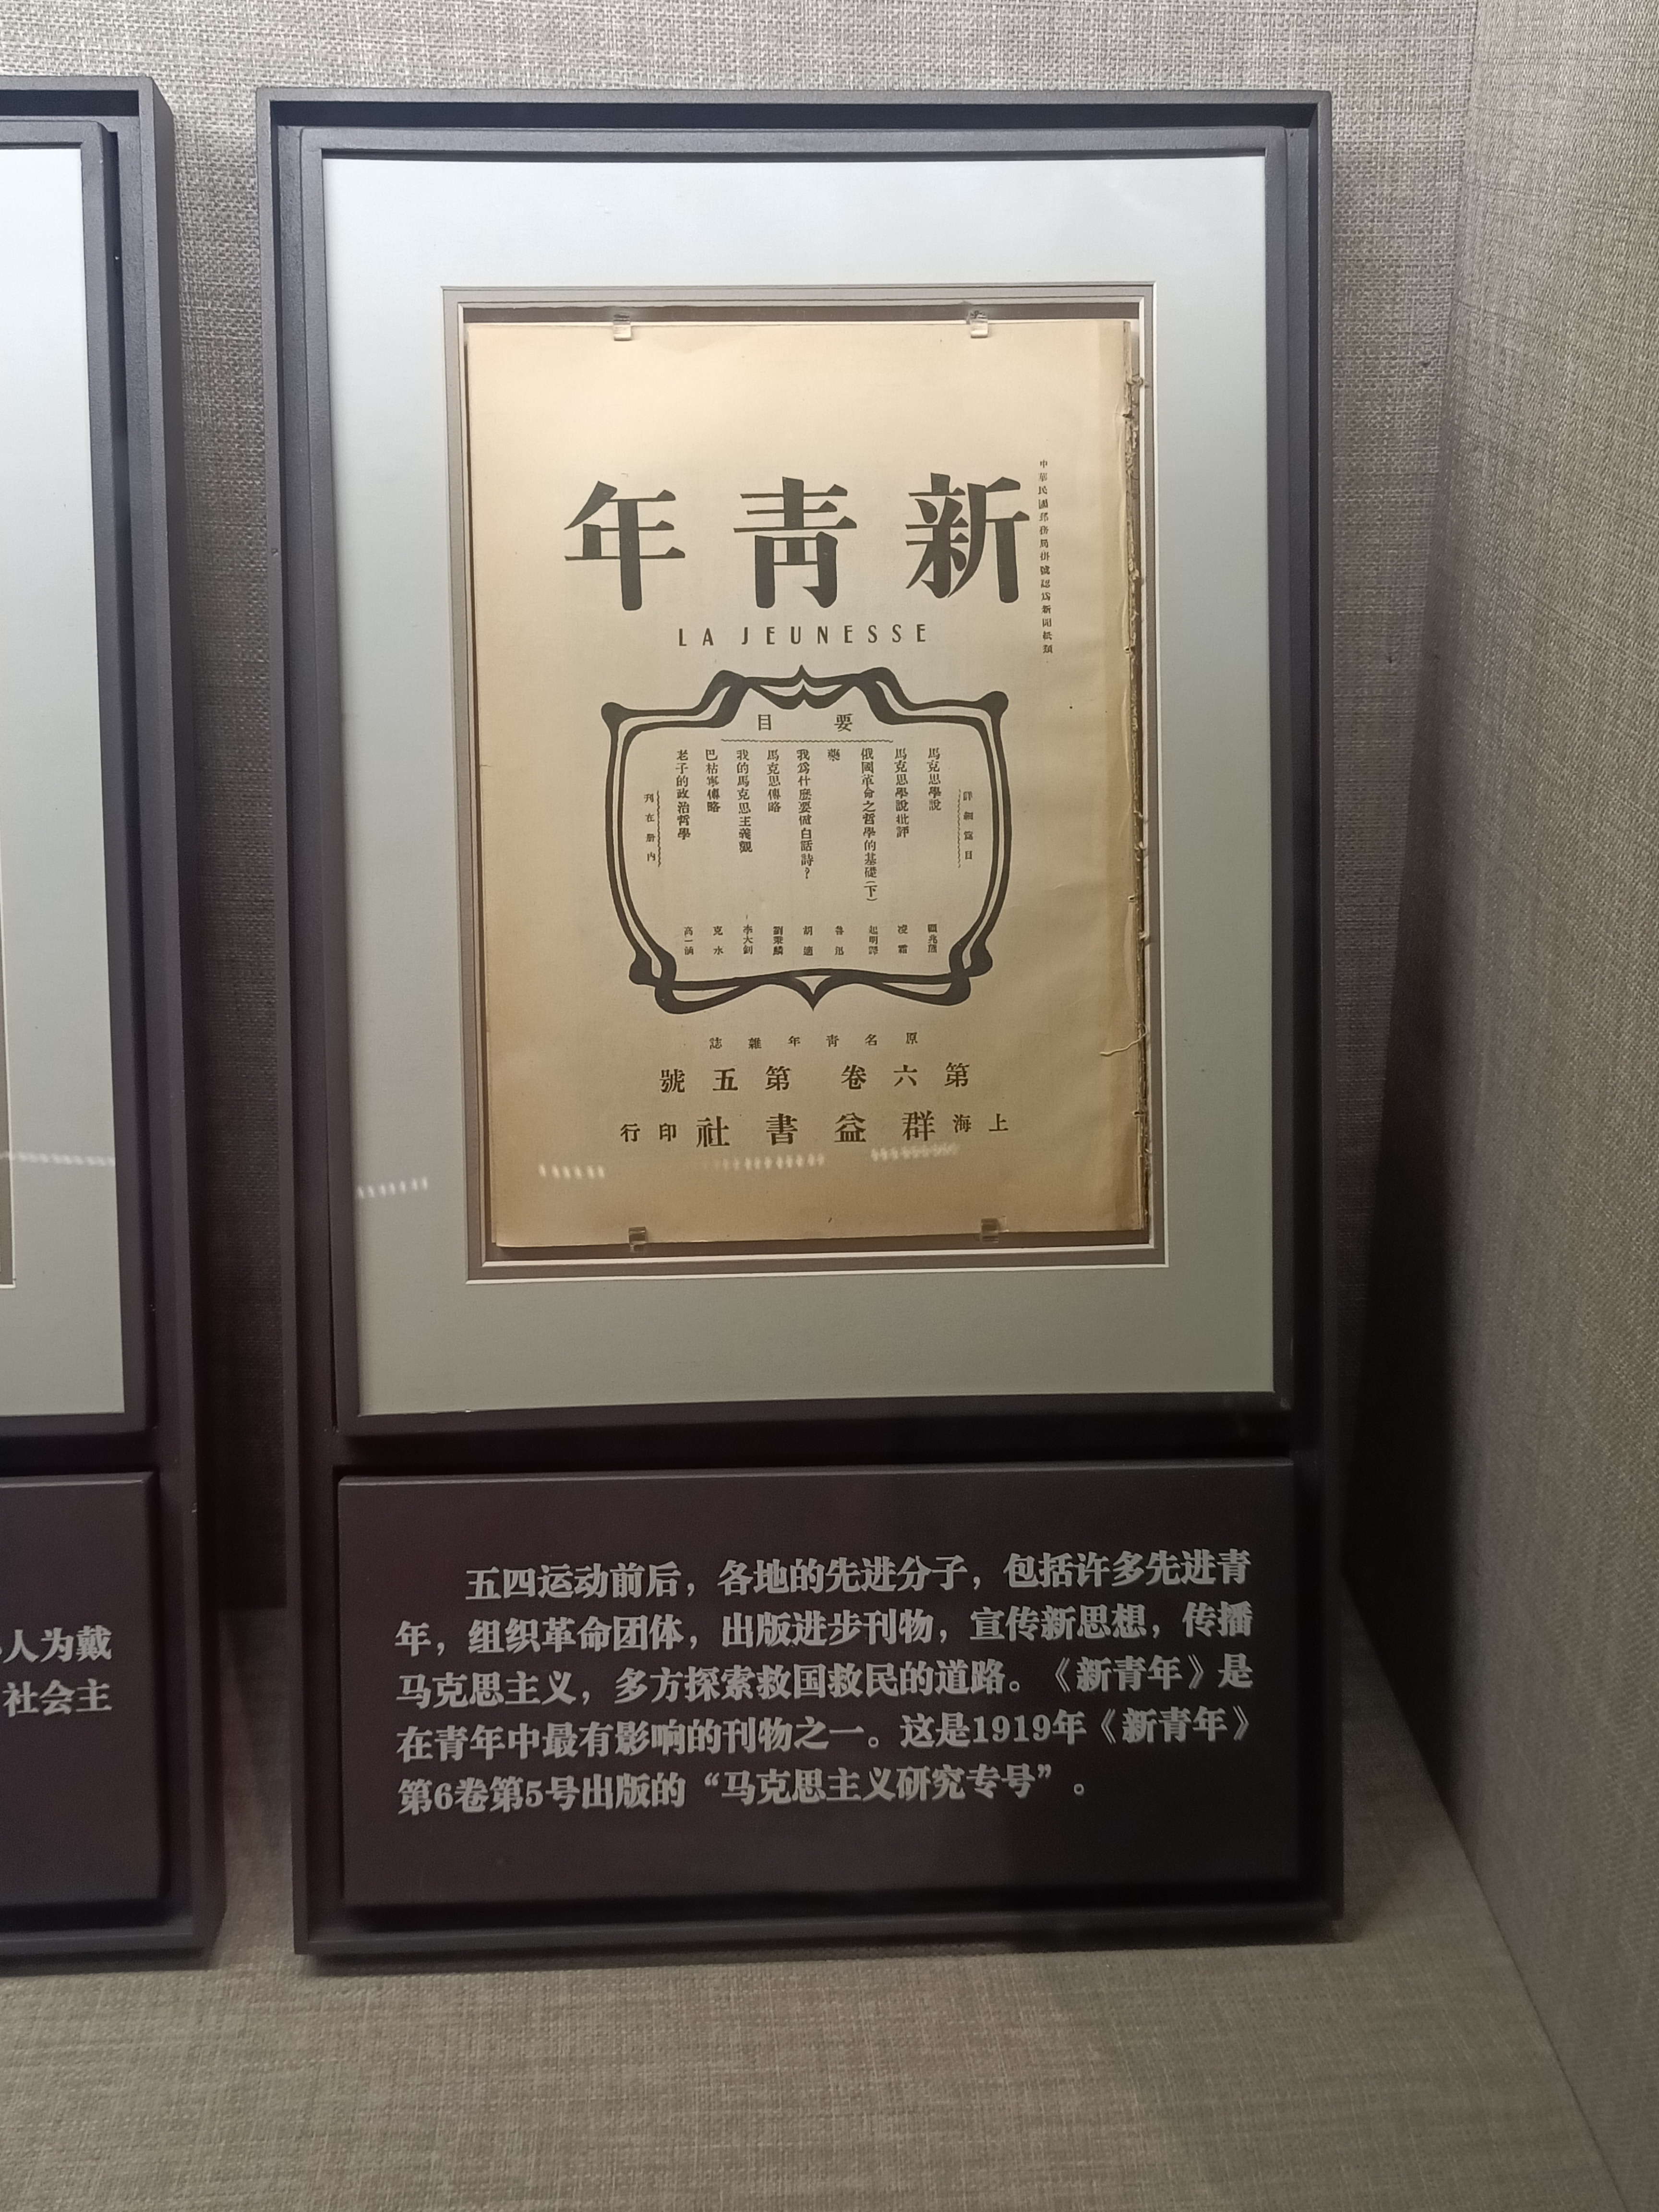 新青年
LA JEUNESSE
中華民國郵務局掛號認為新聞紙類
要目
詳細篇目
馬克思學說 顧兆熊
馬克思學說批評 凌霜
俄國革命之哲學的基礎(下) 起明譯
藥 魯迅
我為什麼要做白話詩? 胡適
馬克思傳略 劉秉麟
我的馬克思主義觀 李大釗
巴枯寧傳略 克水
老子的政治哲學 高一涵
刊在冊內
原名青年雜誌
第六卷第五號
上海群益書社印行
五四运动前后，各地的先进分子，包括许多先进青
年，组织革命团体，出版进步刊物，宣传新思想，传播
马克思主义，多方探索救国救民的道路。《新青年》是
在青年中最有影响的刊物之一。这是1919年《新青年》
第6卷第5号出版的“马克思主义研究专号”。
人为戴
社会主